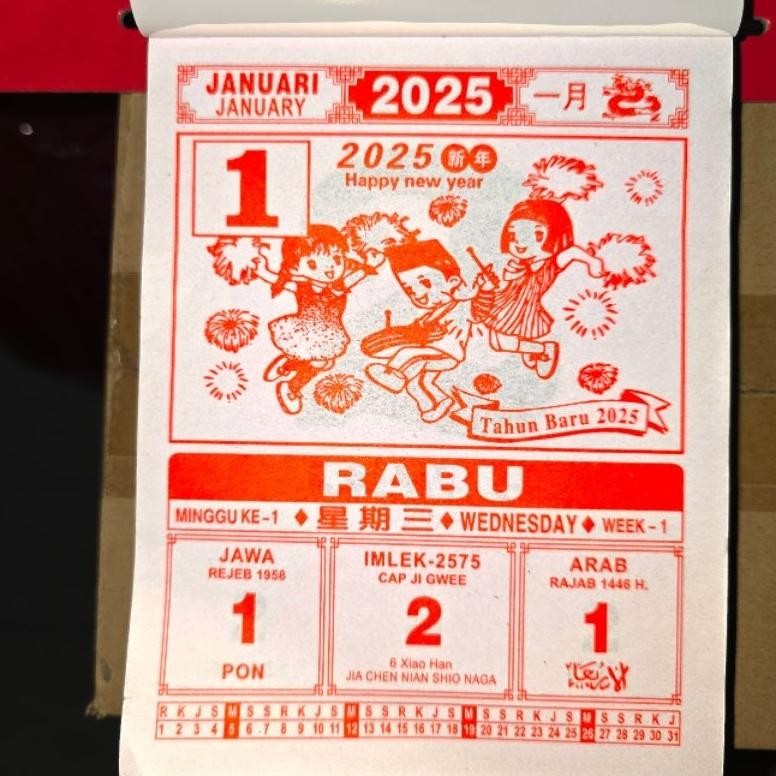 JANUARI
JANUARY
2025
一月
1
2025 新年
Happy new year
Tahun Baru 2025
RABU
MINGGU KE-1 ♦ 星期三 ♦ WEDNESDAY ♦ WEEK-1
JAWA
REJEB 1958
1
PON
IMLEK-2575
CAP JI GWEE
2
6 Xiao Han
JIA CHEN NIAN SHIO NAGA
ARAB
RAJAB 1446 H.
1
الأربعاء
R K J S M S S R K J S M S S R K J S M S S R K J S M S S R K J
1 2 3 4 5 6 7 8 9 10 11 12 13 14 15 16 17 18 19 20 21 22 23 24 25 26 27 28 29 30 31